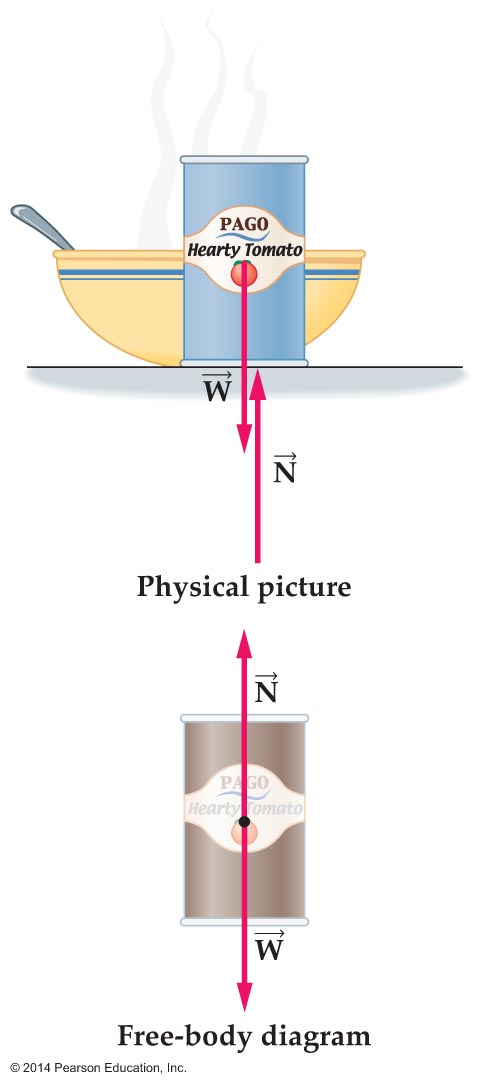 PAGO
Hearty Tomato
W
N
Physical picture
N
PAGO
Hearty Tomato
W
Free-body diagram
© 2014 Pearson Education, Inc.